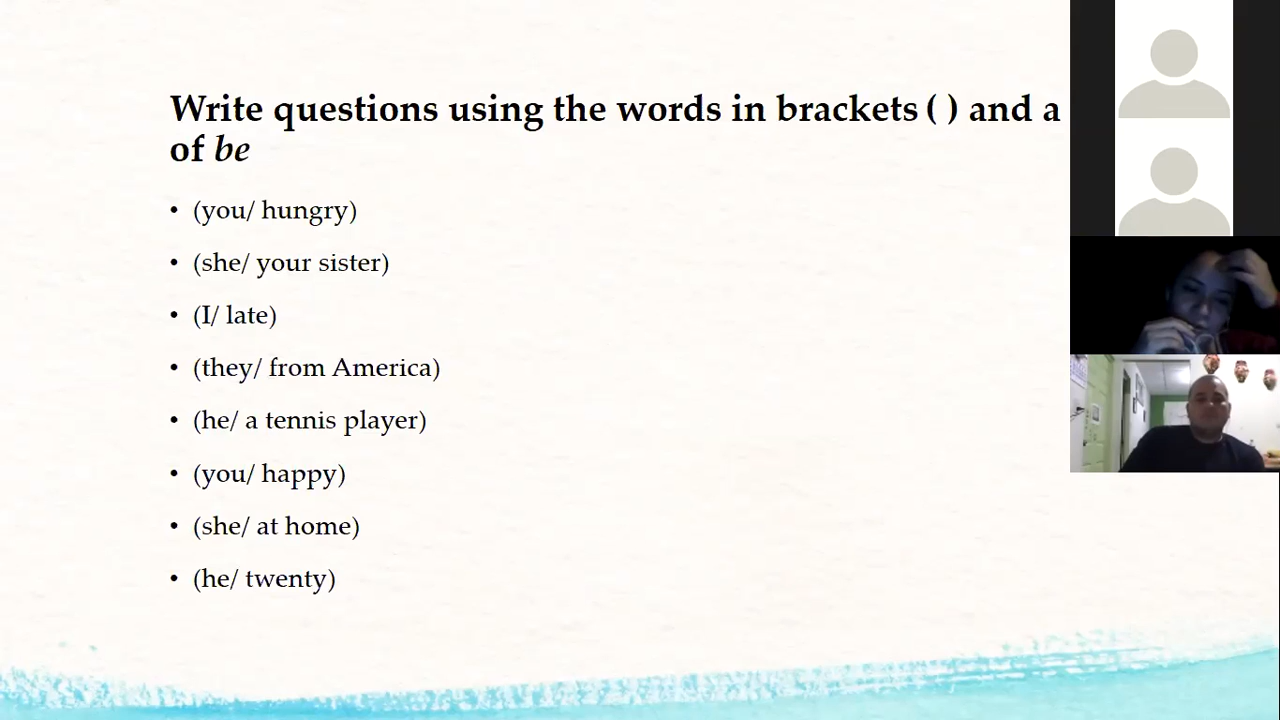 Write questions using the words in brackets ( ) and a
of be
• (you/ hungry)
• (she/ your sister)
• (I/ late)
• (they/ from America)
• (he/ a tennis player)
• (you/ happy)
• (she/ at home)
• (he/ twenty)